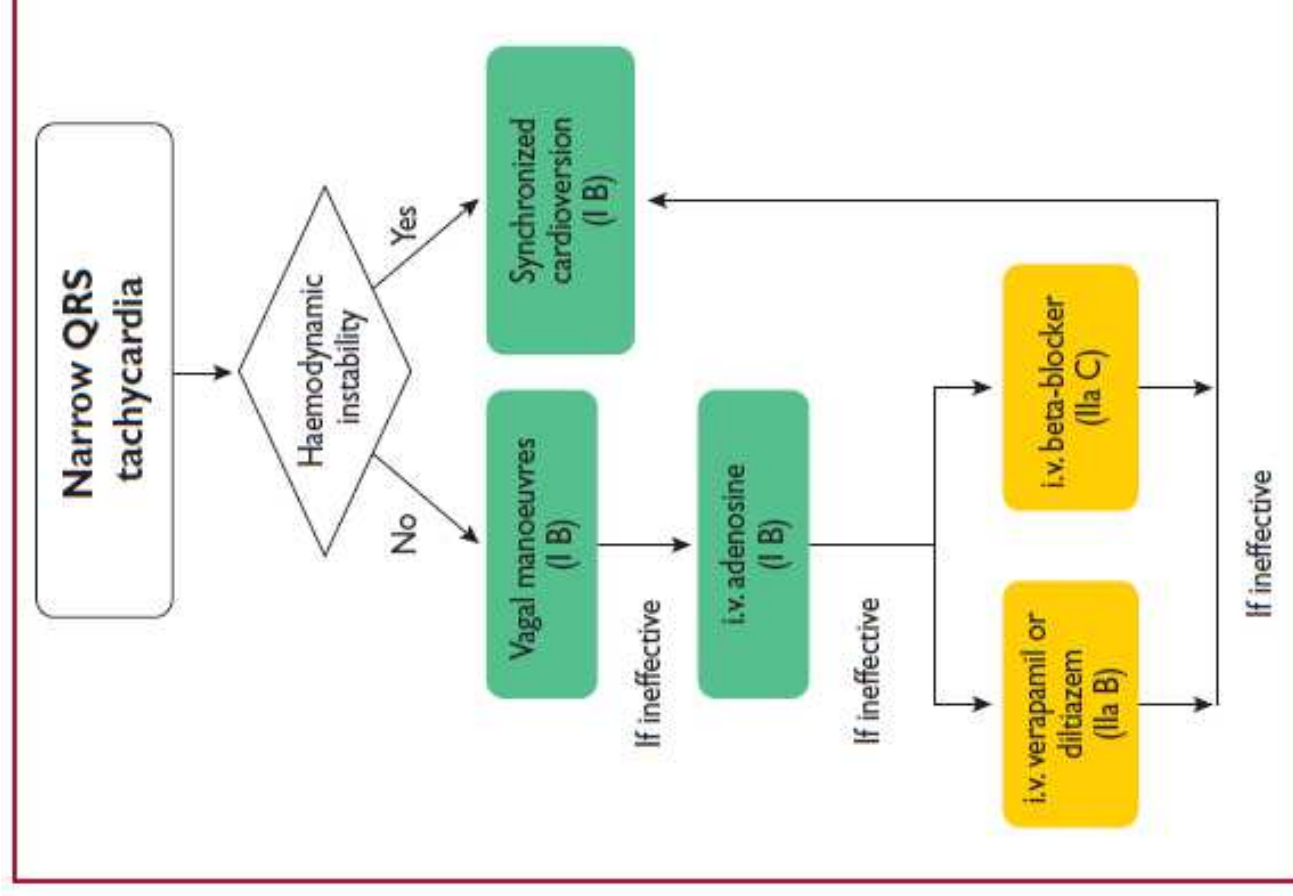 Narrow QRS
tachycardia
Haemodynamic
instability
No
Yes
Vagal manoeuvres
(I B)
Synchronized
cardioversion
(I B)
If ineffective
i.v. adenosine
(I B)
If ineffective
i.v. verapamil or
diltiazem
(IIa B)
i.v. beta-blocker
(IIa C)
If ineffective